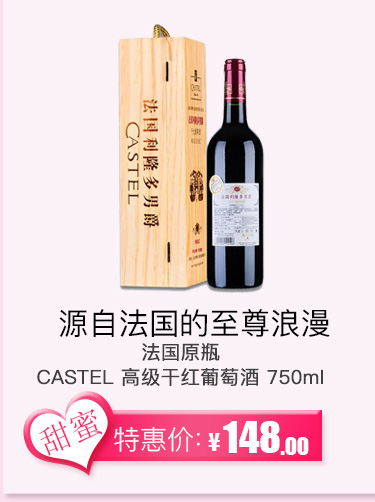 CASTEL
法国利隆多男爵
CASTEL
源自法国的至尊浪漫
法国原瓶
CASTEL 高级干红葡萄酒 750ml
甜蜜
特惠价: ¥148.00